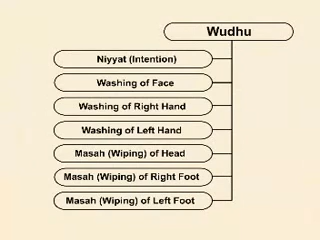 Wudhu
Niyyat (Intention)
Washing of Face
Washing of Right Hand
Washing of Left Hand
Masah (Wiping) of Head
Masah (Wiping) of Right Foot
Masah (Wiping) of Left Foot